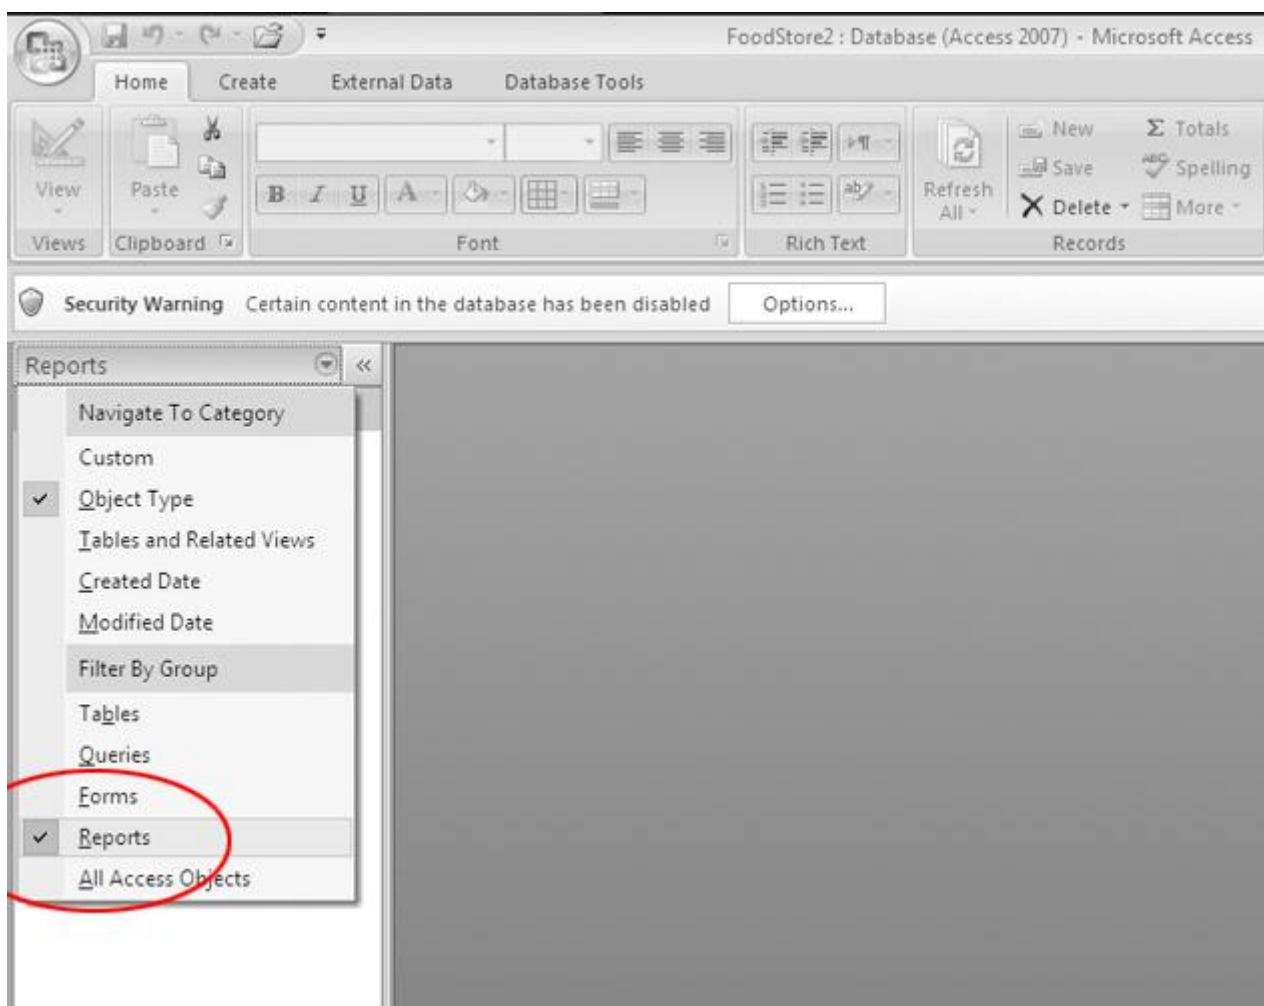 FoodStore2 : Database (Access 2007) - Microsoft Access
Home Create External Data Database Tools
View
Paste
B I U A
ab
Refresh All
New
Save
Delete
Σ Totals
ABC Spelling
More
Views Clipboard Font Rich Text Records
Security Warning Certain content in the database has been disabled Options...
Reports «
Navigate To Category
Custom
Object Type
Tables and Related Views
Created Date
Modified Date
Filter By Group
Tables
Queries
Forms
Reports
All Access Objects